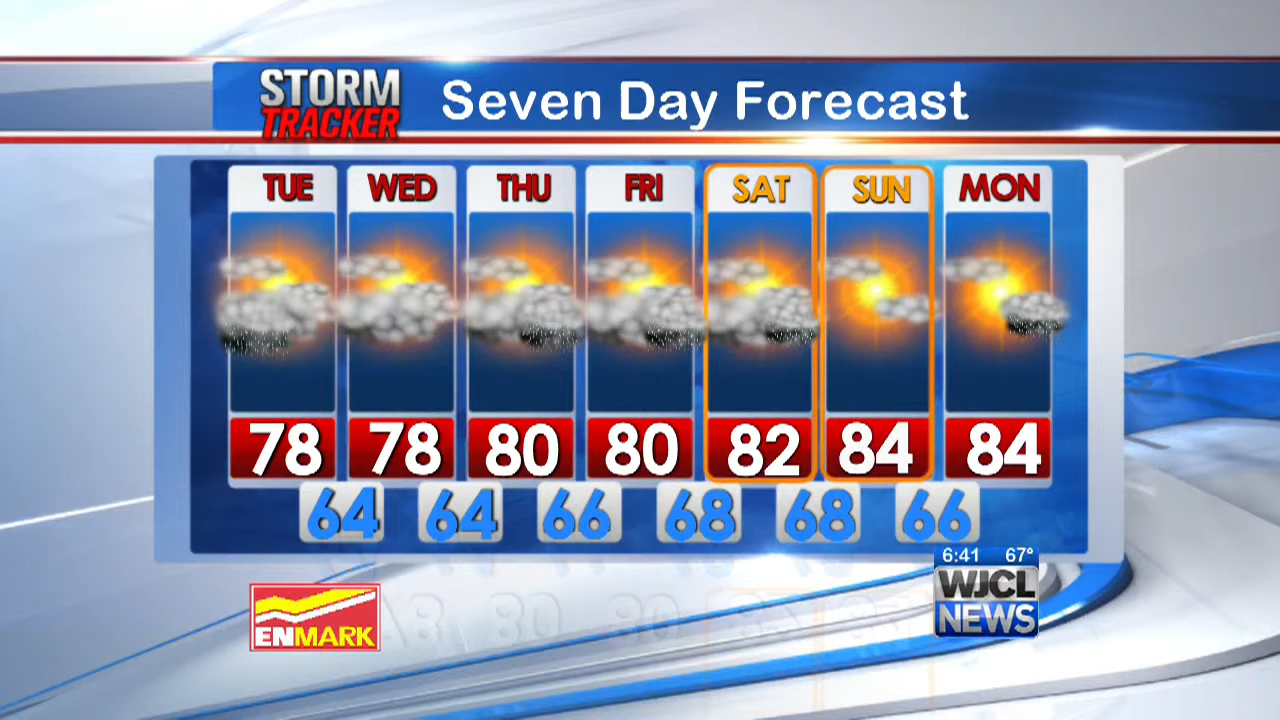 STORM
TRACKER
Seven Day Forecast
TUE WED THU FRI SAT SUN MON
78 78 80 80 82 84 84
64 64 66 68 68 66
6:41 67°
WJCL
NEWS
ENMARK